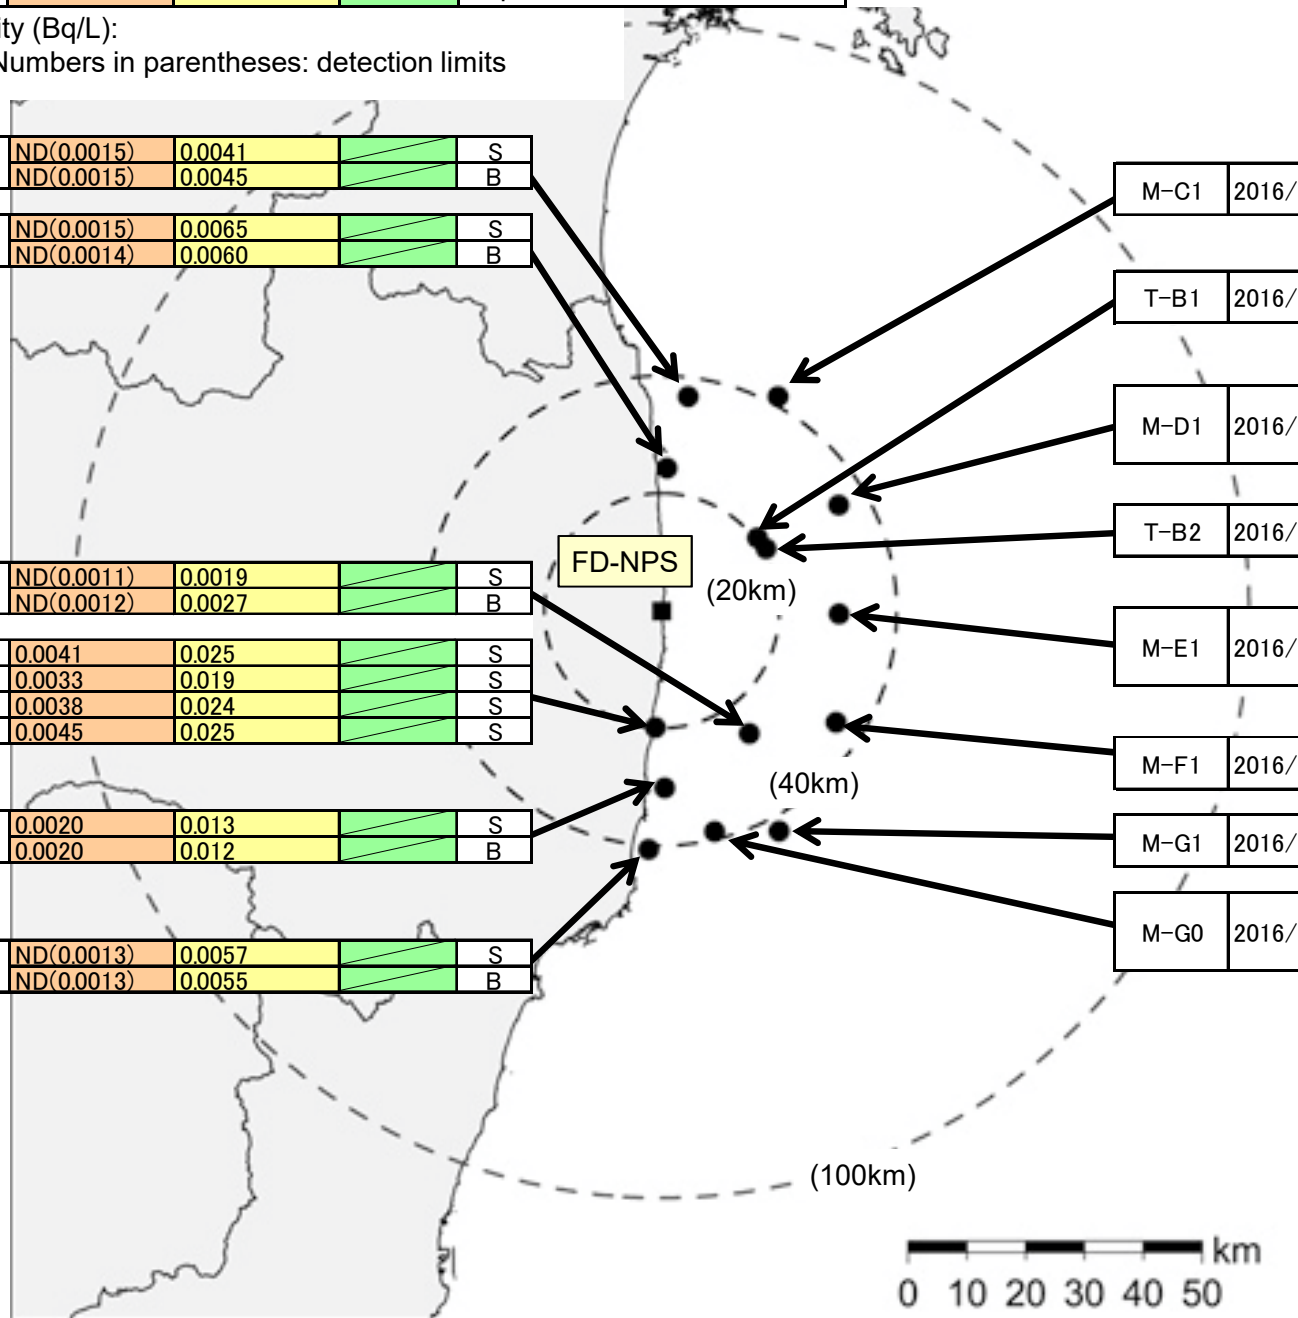 ity (Bq/L):
Numbers in parentheses: detection limits
ND(0.0015) 0.0041 S
ND(0.0015) 0.0045 B
M-C1 2016/
ND(0.0015) 0.0065 S
ND(0.0014) 0.0060 B
T-B1 2016/
M-D1 2016/
T-B2 2016/
FD-NPS
ND(0.0011) 0.0019 S
ND(0.0012) 0.0027 B
(20km)
M-E1 2016/
0.0041 0.025 S
0.0033 0.019 S
0.0038 0.024 S
0.0045 0.025 S
M-F1 2016/
(40km)
0.0020 0.013 S
0.0020 0.012 B
M-G1 2016/
M-G0 2016/
ND(0.0013) 0.0057 S
ND(0.0013) 0.0055 B
(100km)
km
0 10 20 30 40 50